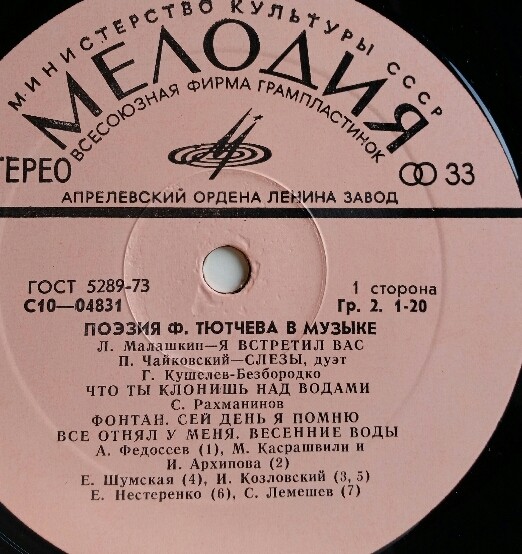 МИНИСТЕРСТВО КУЛЬТУРЫ СССР
МЕЛОДИЯ
ВСЕСОЮЗНАЯ ФИРМА ГРАМПЛАСТИНОК
ТЕРЕО
33
АПРЕЛЕВСКИЙ ОРДЕНА ЛЕНИНА ЗАВОД
ГОСТ 5289-73
1 сторона
С10—04831
Гр. 2. 1-20
ПОЭЗИЯ Ф. ТЮТЧЕВА В МУЗЫКЕ
Л. Малашкин—Я ВСТРЕТИЛ ВАС
П. Чайковский—СЛЕЗЫ, дуэт
Г. Кушелев-Безбородко
ЧТО ТЫ КЛОНИШЬ НАД ВОДАМИ
С. Рахманинов
ФОНТАН. СЕЙ ДЕНЬ Я ПОМНЮ
ВСЕ ОТНЯЛ У МЕНЯ. ВЕСЕННИЕ ВОДЫ
А. Федоссев (1), М. Касрашвили и
И. Архипова (2)
Е. Шумская (4), И. Козловский (3, 5)
Е. Нестеренко (6), С. Лемешев (7)